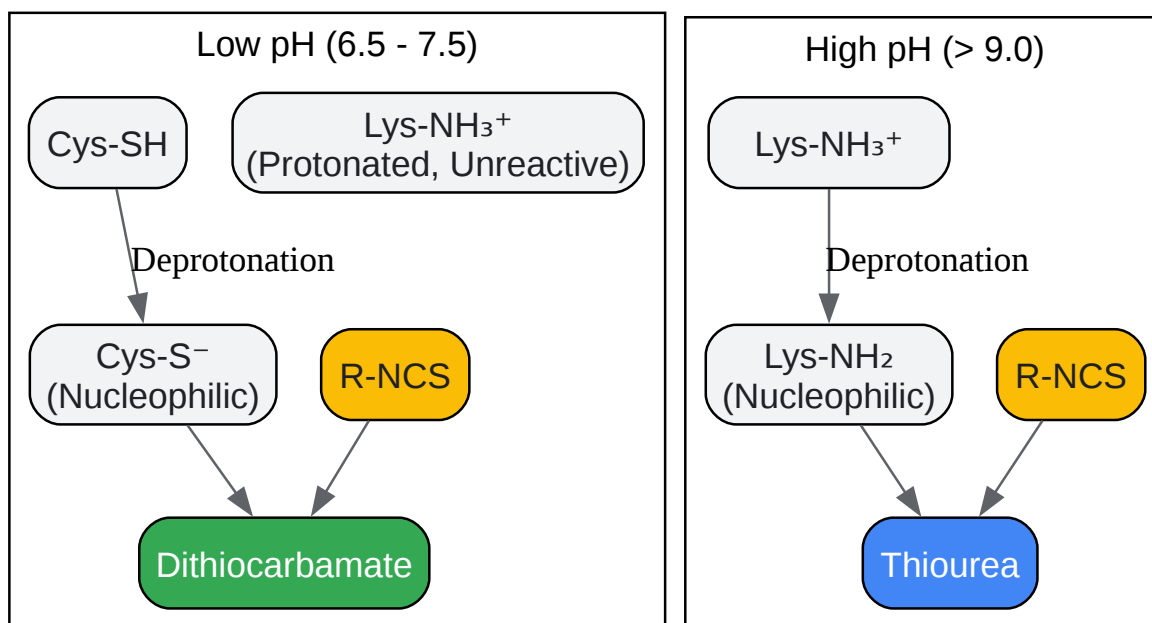 Low pH (6.5 - 7.5)
Cys-SH
Lys-NH₃⁺
(Protonated, Unreactive)
Deprotonation
Cys-S⁻
(Nucleophilic)
R-NCS
Dithiocarbamate
High pH (> 9.0)
Lys-NH₃⁺
Deprotonation
Lys-NH₂
(Nucleophilic)
R-NCS
Thiourea